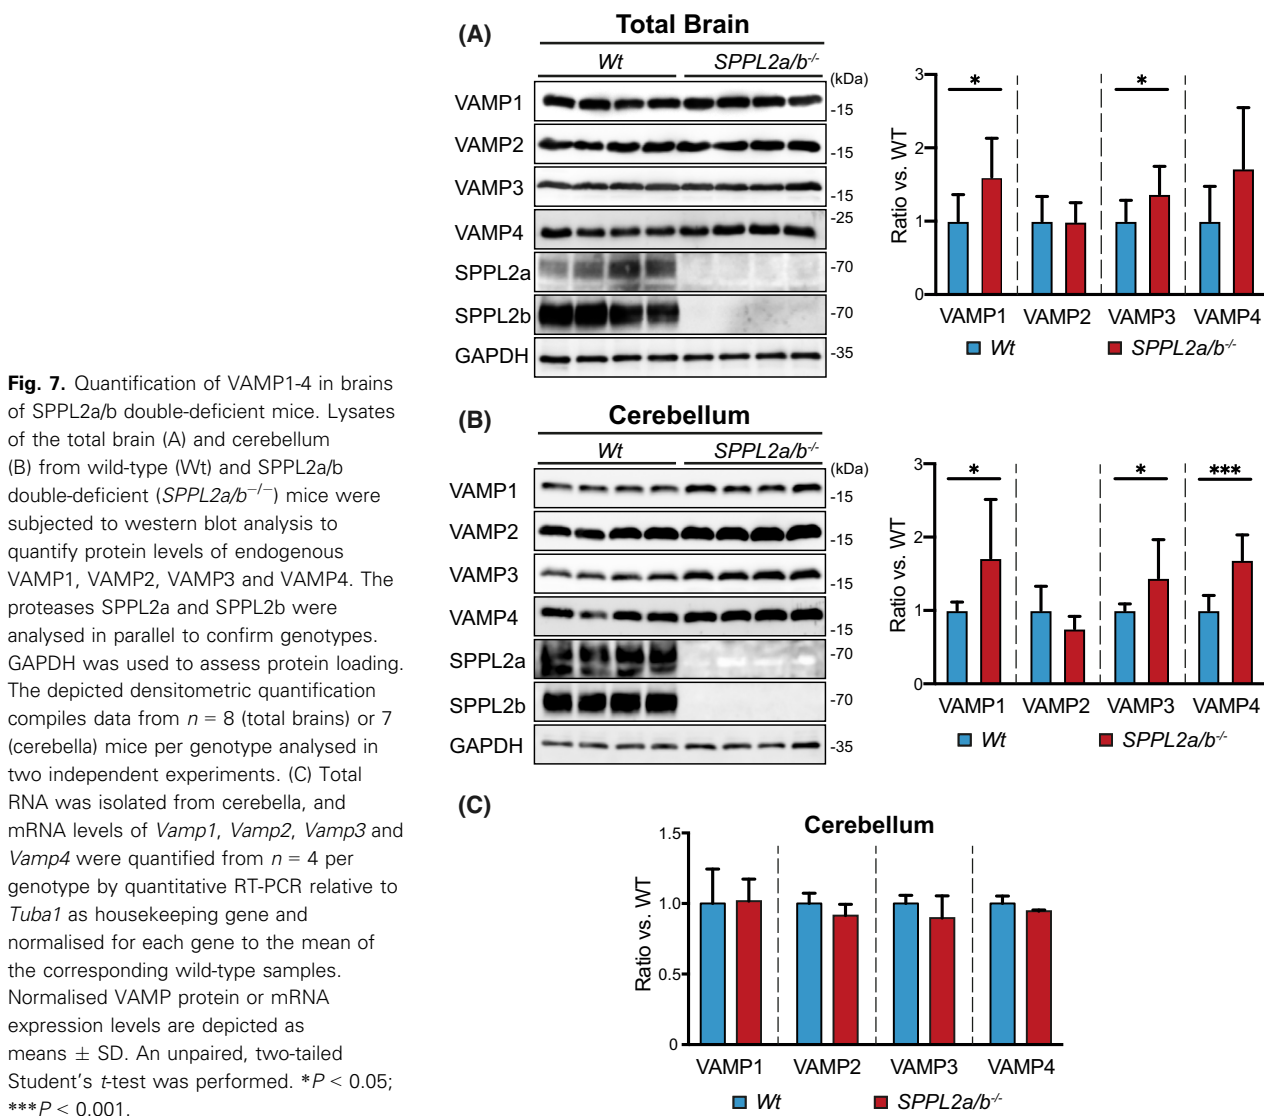 Fig. 7. Quantification of VAMP1-4 in brains
of SPPL2a/b double-deficient mice. Lysates
of the total brain (A) and cerebellum
(B) from wild-type (Wt) and SPPL2a/b
double-deficient (SPPL2a/b−/−) mice were
subjected to western blot analysis to
quantify protein levels of endogenous
VAMP1, VAMP2, VAMP3 and VAMP4. The
proteases SPPL2a and SPPL2b were
analysed in parallel to confirm genotypes.
GAPDH was used to assess protein loading.
The depicted densitometric quantification
compiles data from n = 8 (total brains) or 7
(cerebella) mice per genotype analysed in
two independent experiments. (C) Total
RNA was isolated from cerebella, and
mRNA levels of Vamp1, Vamp2, Vamp3 and
Vamp4 were quantified from n = 4 per
genotype by quantitative RT-PCR relative to
Tuba1 as housekeeping gene and
normalised for each gene to the mean of
the corresponding wild-type samples.
Normalised VAMP protein or mRNA
expression levels are depicted as
means ± SD. An unpaired, two-tailed
Student's t-test was performed. *P < 0.05;
***P < 0.001.
(A)
Total Brain
Wt SPPL2a/b-/-
(kDa)
VAMP1 -15
VAMP2 -15
VAMP3 -15
VAMP4 -25
SPPL2a -70
SPPL2b -70
GAPDH -35
Ratio vs. WT
3
2
1
0
* *
VAMP1 VAMP2 VAMP3 VAMP4
Wt SPPL2a/b-/-
(B)
Cerebellum
Wt SPPL2a/b-/-
(kDa)
VAMP1 -15
VAMP2 -15
VAMP3 -15
VAMP4 -15
SPPL2a -70
SPPL2b -70
GAPDH -35
Ratio vs. WT
3
2
1
0
* * ***
VAMP1 VAMP2 VAMP3 VAMP4
Wt SPPL2a/b-/-
(C)
Cerebellum
Ratio vs. WT
1.5
1.0
0.5
0
VAMP1 VAMP2 VAMP3 VAMP4
Wt SPPL2a/b-/-